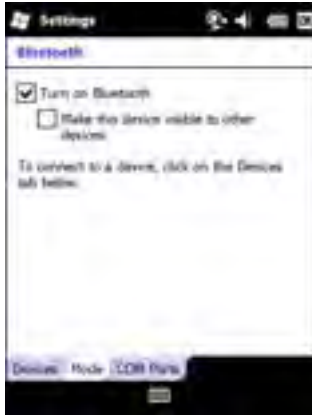 Settings
Bluetooth
Turn on Bluetooth
Make this device visible to other
devices
To connect to a device, click on the Devices
tab below.
Devices Mode COM Ports